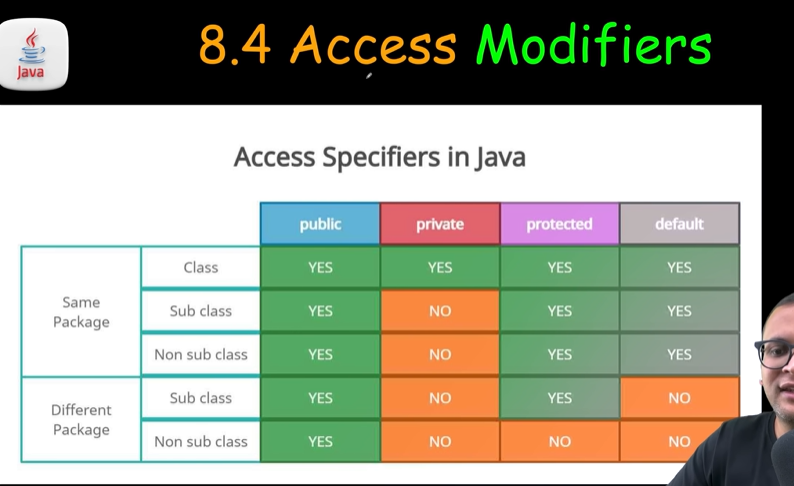 8.4 Access Modifiers
Java
Access Specifiers in Java
public private protected default
Same Package
Class YES YES YES YES
Sub class YES NO YES YES
Non sub class YES NO YES YES
Different Package
Sub class YES NO YES NO
Non sub class YES NO NO NO